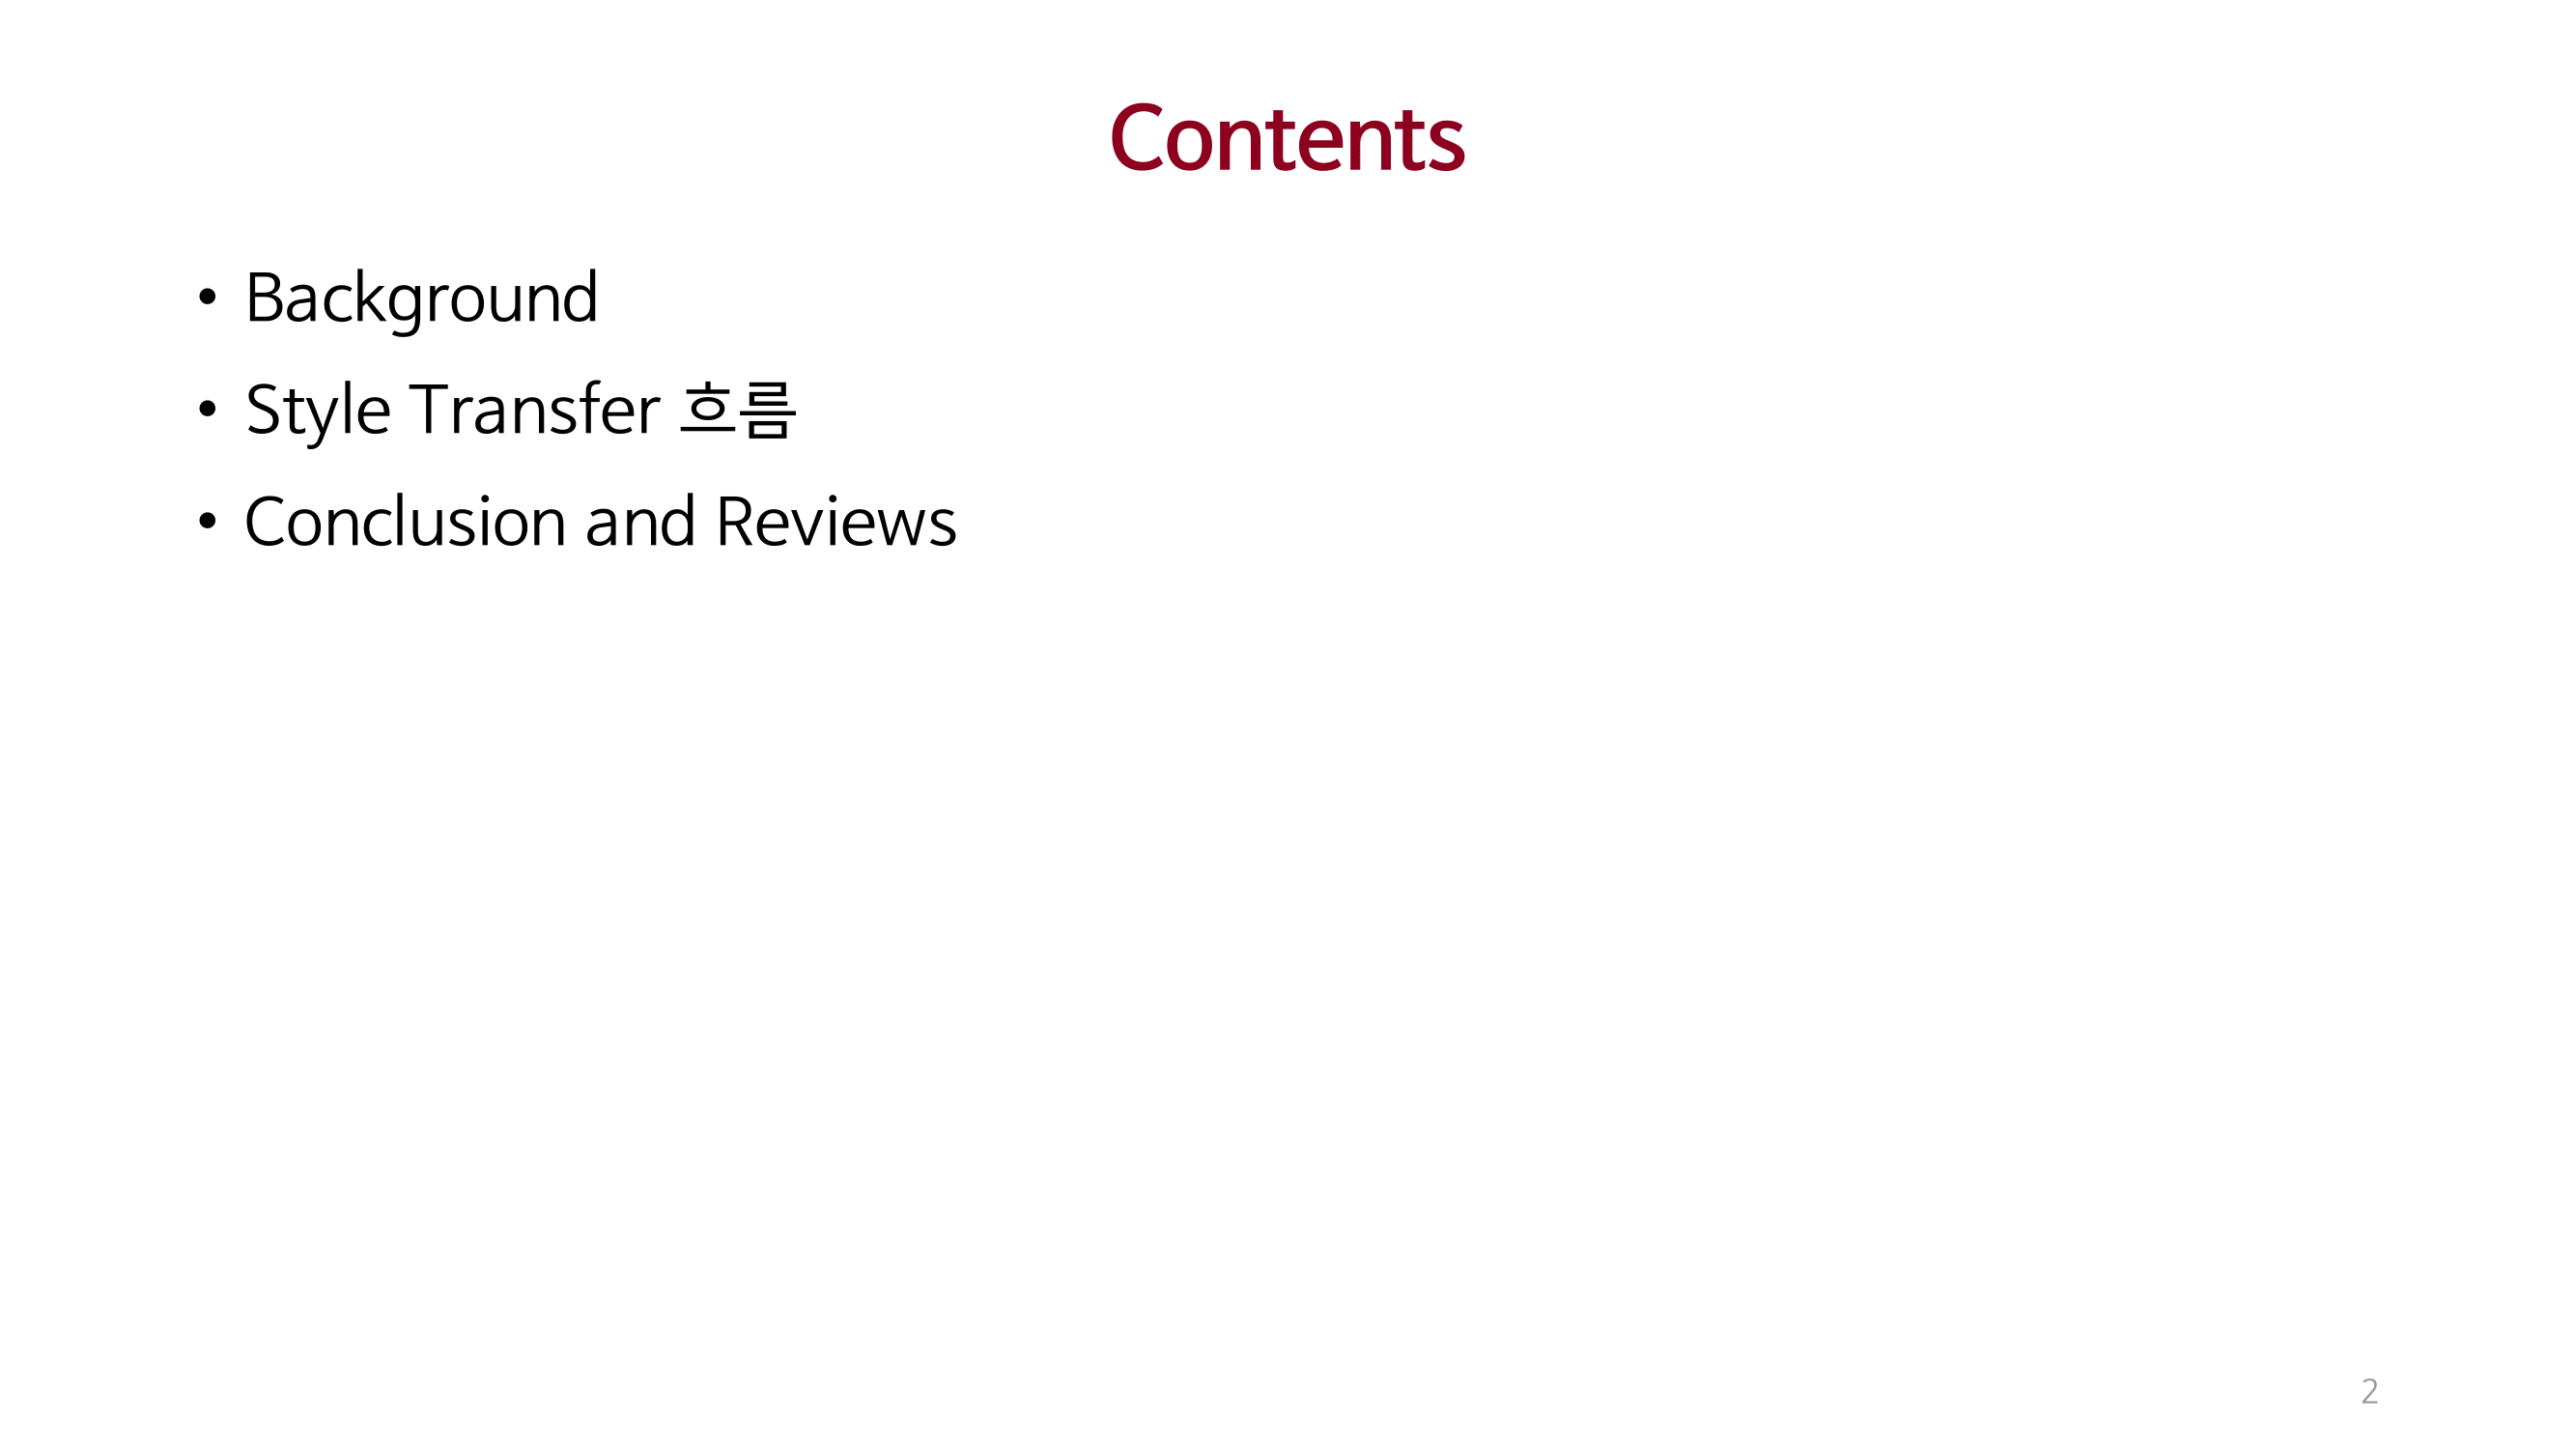 Contents
• Background
• Style Transfer 흐름
• Conclusion and Reviews
2